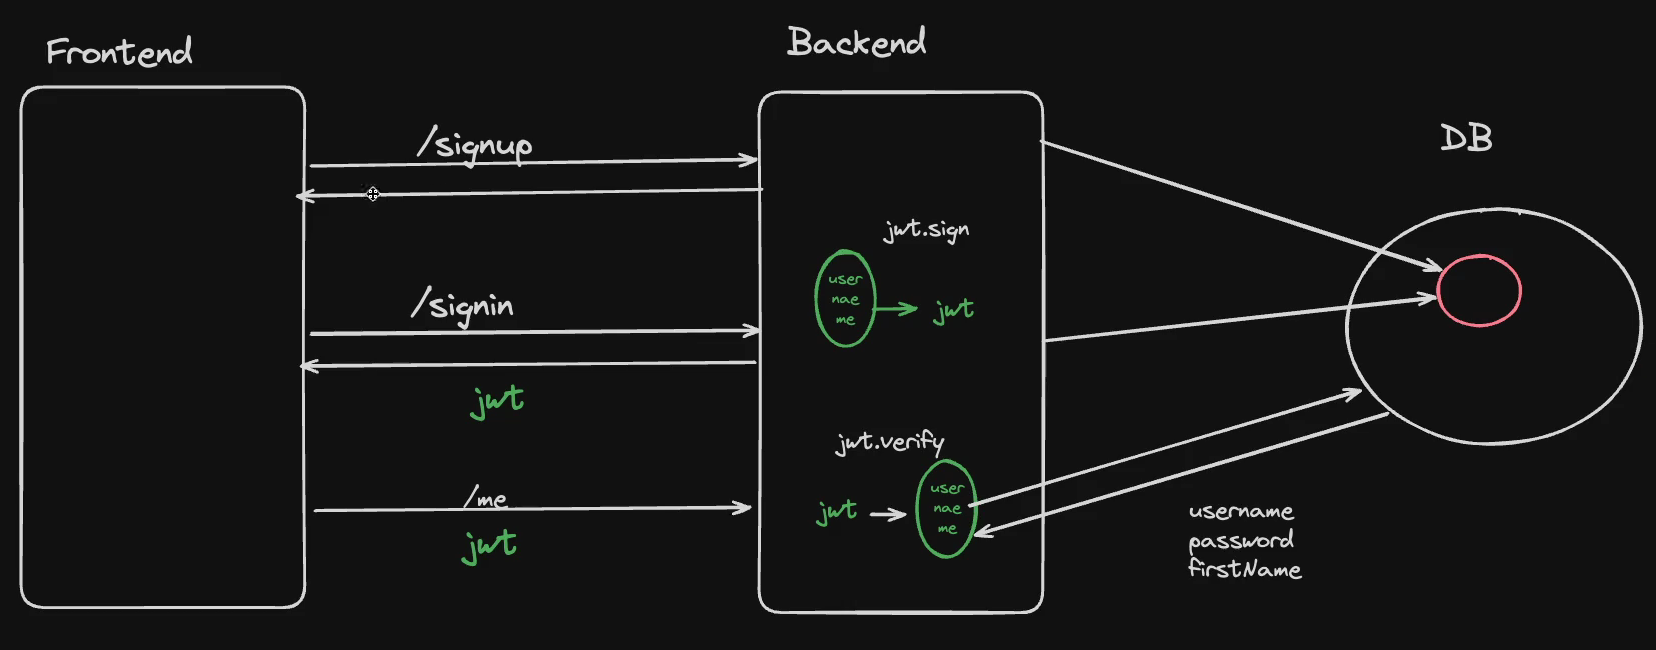 Frontend
Backend
DB
/signup
jwt.sign
user
nae
me
jwt
/signin
jwt
jwt.verify
jwt
user
nae
me
/me
jwt
username
password
firstName